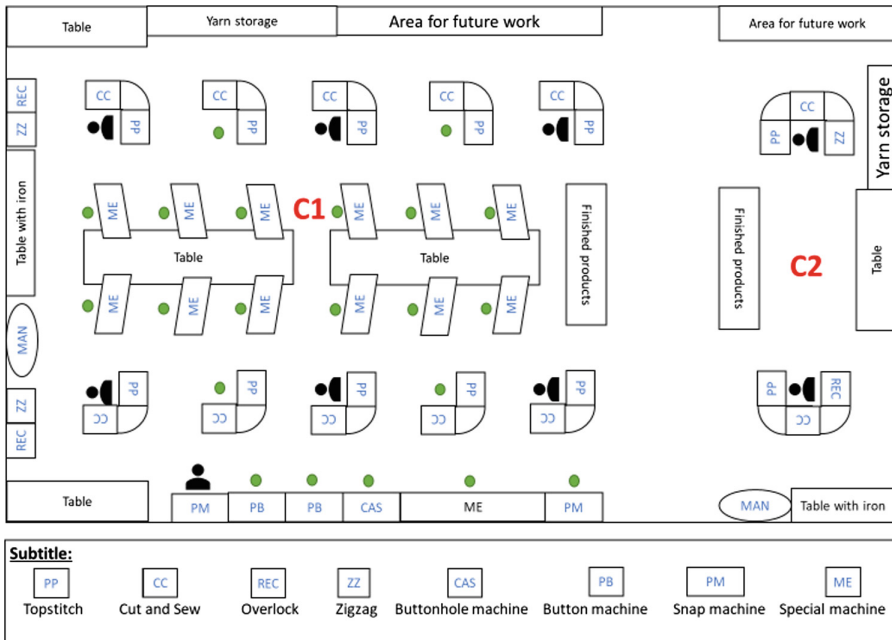 Table
Yarn storage
Area for future work
Area for future work
REC
CC
CC
CC
CC
CC
CC
Yarn storage
ZZ
PP
PP
PP
PP
PP
PP
ZZ
Table with iron
ME
ME
ME
C1
ME
ME
ME
Finished products
Finished products
Table
Table
C2
Table
ME
ME
ME
ME
ME
ME
MAN
ZZ
PP
PP
PP
PP
PP
PP
REC
REC
CC
CC
CC
CC
CC
CC
Table
PM
PB
PB
CAS
ME
PM
MAN
Table with iron
Subtitle:
PP
CC
REC
ZZ
CAS
PB
PM
ME
Topstitch
Cut and Sew
Overlock
Zigzag
Buttonhole machine
Button machine
Snap machine
Special machine